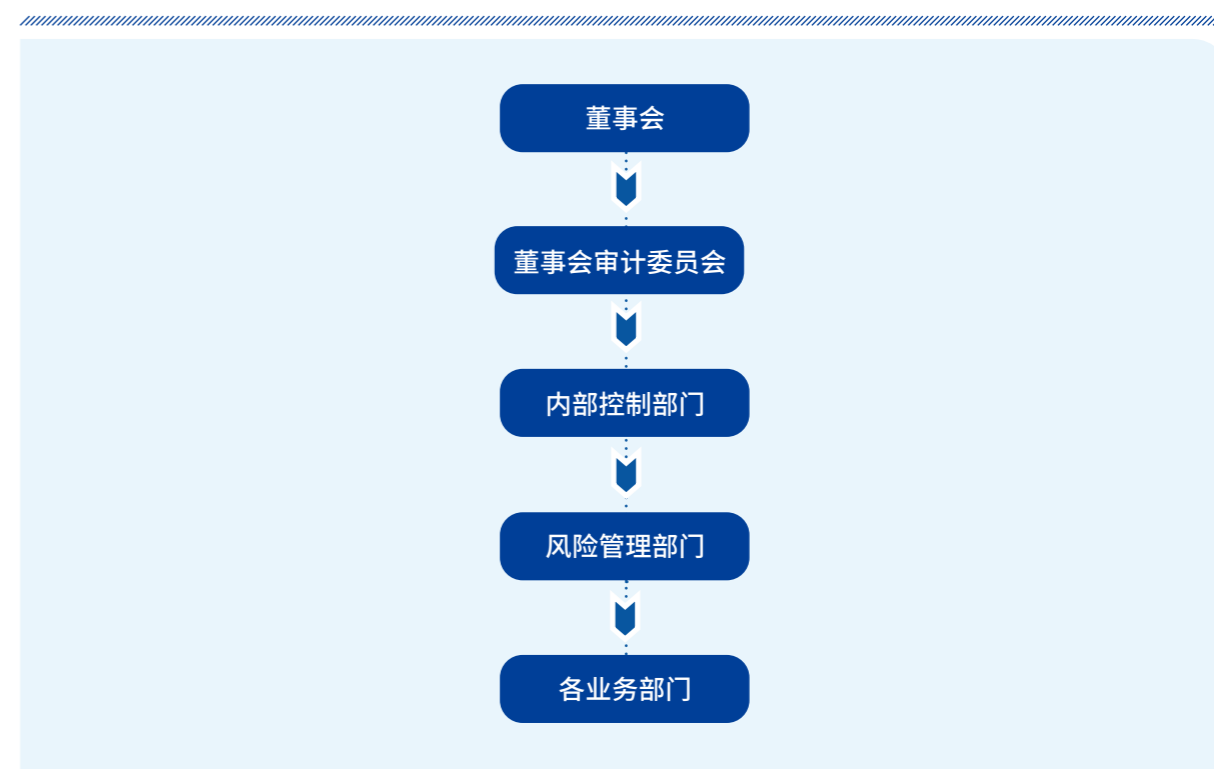 董事会
董事会审计委员会
内部控制部门
风险管理部门
各业务部门